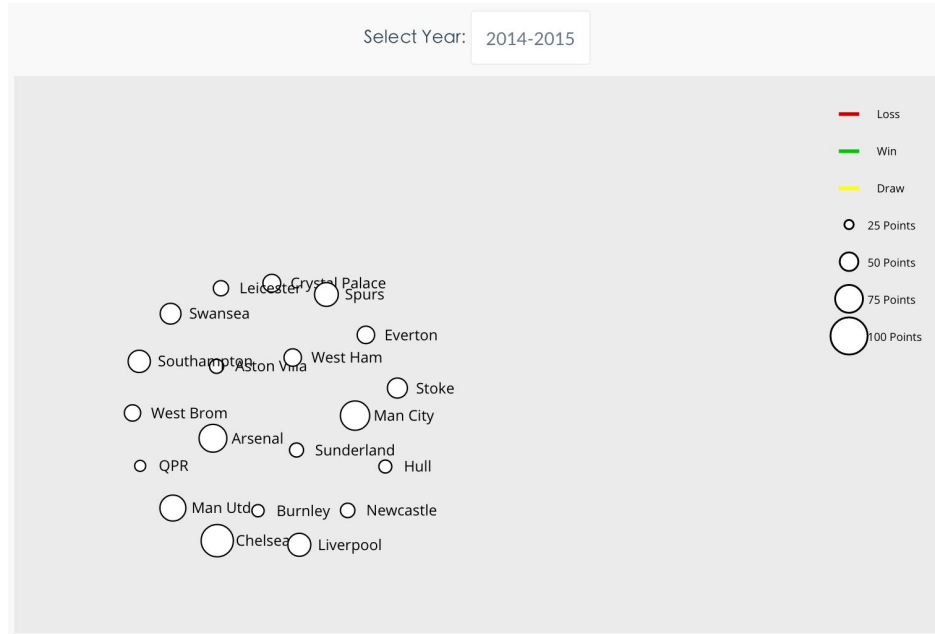 Select Year: 2014-2015
Loss
Win
Draw
25 Points
50 Points
75 Points
100 Points
Crystal Palace
Leicester
Spurs
Swansea
Everton
West Ham
Southampton
Aston Villa
Stoke
West Brom
Man City
Arsenal
Sunderland
QPR
Hull
Man Utd
Burnley
Newcastle
Chelsea
Liverpool